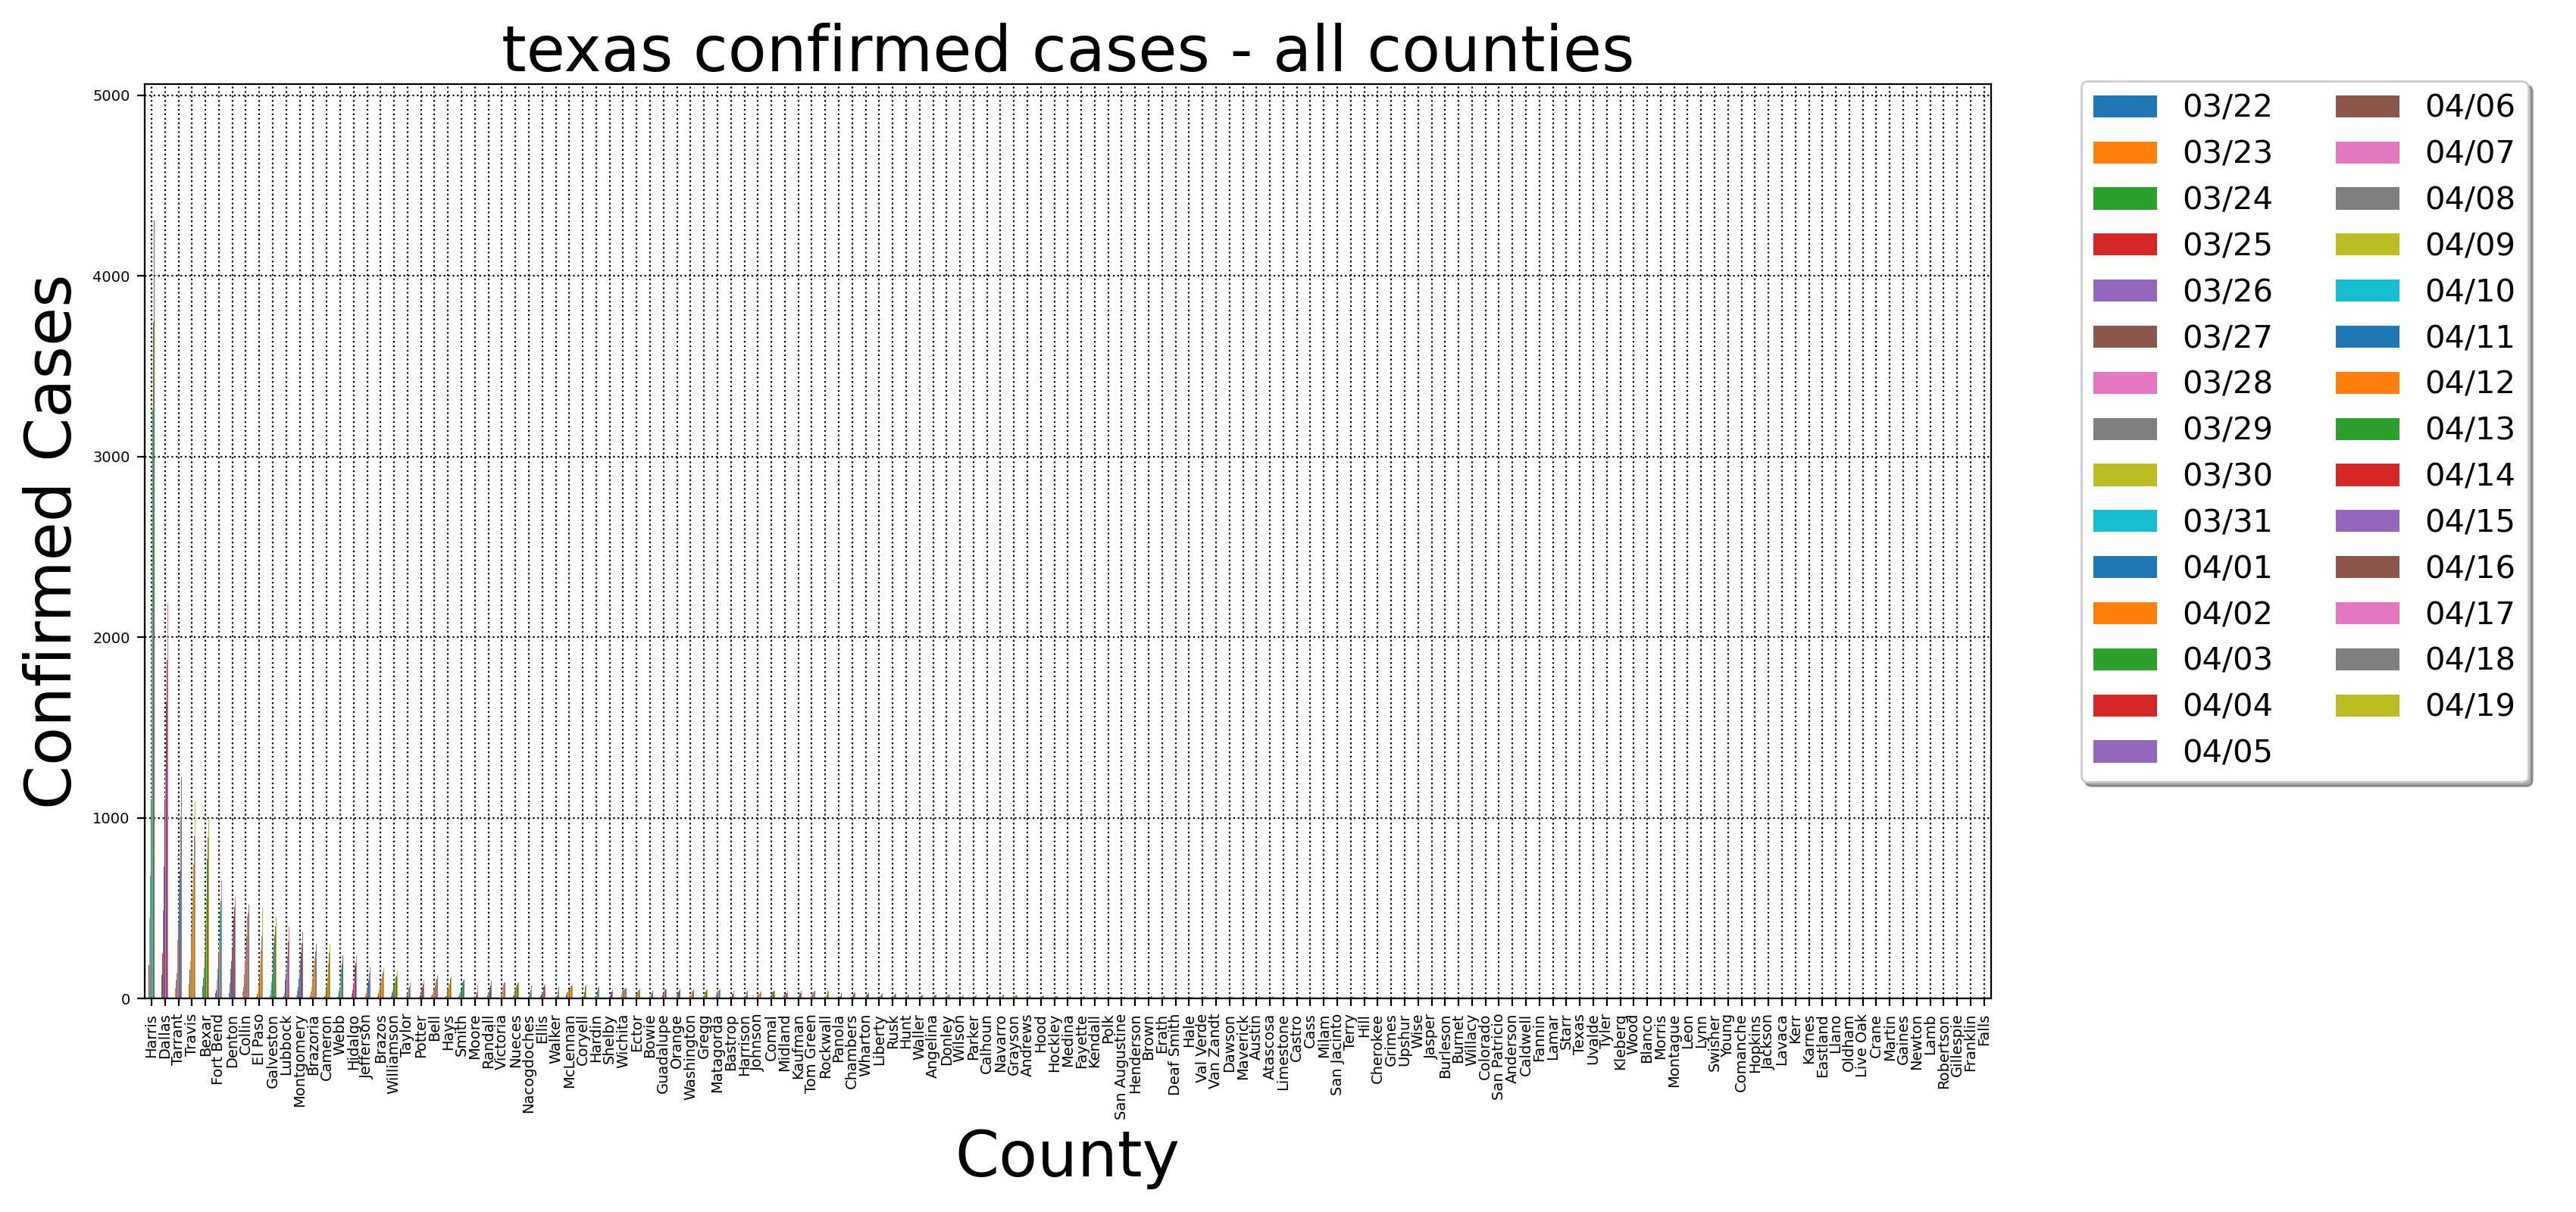 texas confirmed cases - all counties
Confirmed Cases
5000
4000
3000
2000
1000
0
Harris
Dallas
Tarrant
Travis
Bexar
Fort Bend
Denton
Collin
El Paso
Galveston
Lubbock
Montgomery
Brazoria
Cameron
Webb
Hidalgo
Jefferson
Brazos
Williamson
Taylor
Potter
Bell
Hays
Smith
Moore
Randall
Victoria
Nueces
Nacogdoches
Ellis
Walker
McLennan
Coryell
Hardin
Shelby
Wichita
Ector
Bowie
Guadalupe
Orange
Washington
Gregg
Matagorda
Bastrop
Harrison
Johnson
Comal
Midland
Kaufman
Tom Green
Rockwall
Panola
Chambers
Wharton
Liberty
Rusk
Hunt
Waller
Angelina
Donley
Wilson
Parker
Calhoun
Navarro
Grayson
Andrews
Hood
Hockley
Medina
Fayette
Kendall
Polk
San Augustine
Henderson
Brown
Erath
Deaf Smith
Hale
Val Verde
Van Zandt
Dawson
Maverick
Austin
Atascosa
Limestone
Castro
Cass
Milam
San Jacinto
Terry
Hill
Cherokee
Grimes
Upshur
Wise
Jasper
Burleson
Burnet
Willacy
Colorado
San Patricio
Anderson
Caldwell
Fannin
Lamar
Starr
Texas
Uvalde
Tyler
Kleberg
Wood
Blanco
Morris
Montague
Leon
Lynn
Swisher
Young
Comanche
Hopkins
Jackson
Lavaca
Kerr
Karnes
Eastland
Llano
Oldham
Live Oak
Crane
Martin
Gaines
Newton
Lamb
Robertson
Gillespie
Franklin
Falls
County
03/22
03/23
03/24
03/25
03/26
03/27
03/28
03/29
03/30
03/31
04/01
04/02
04/03
04/04
04/05
04/06
04/07
04/08
04/09
04/10
04/11
04/12
04/13
04/14
04/15
04/16
04/17
04/18
04/19